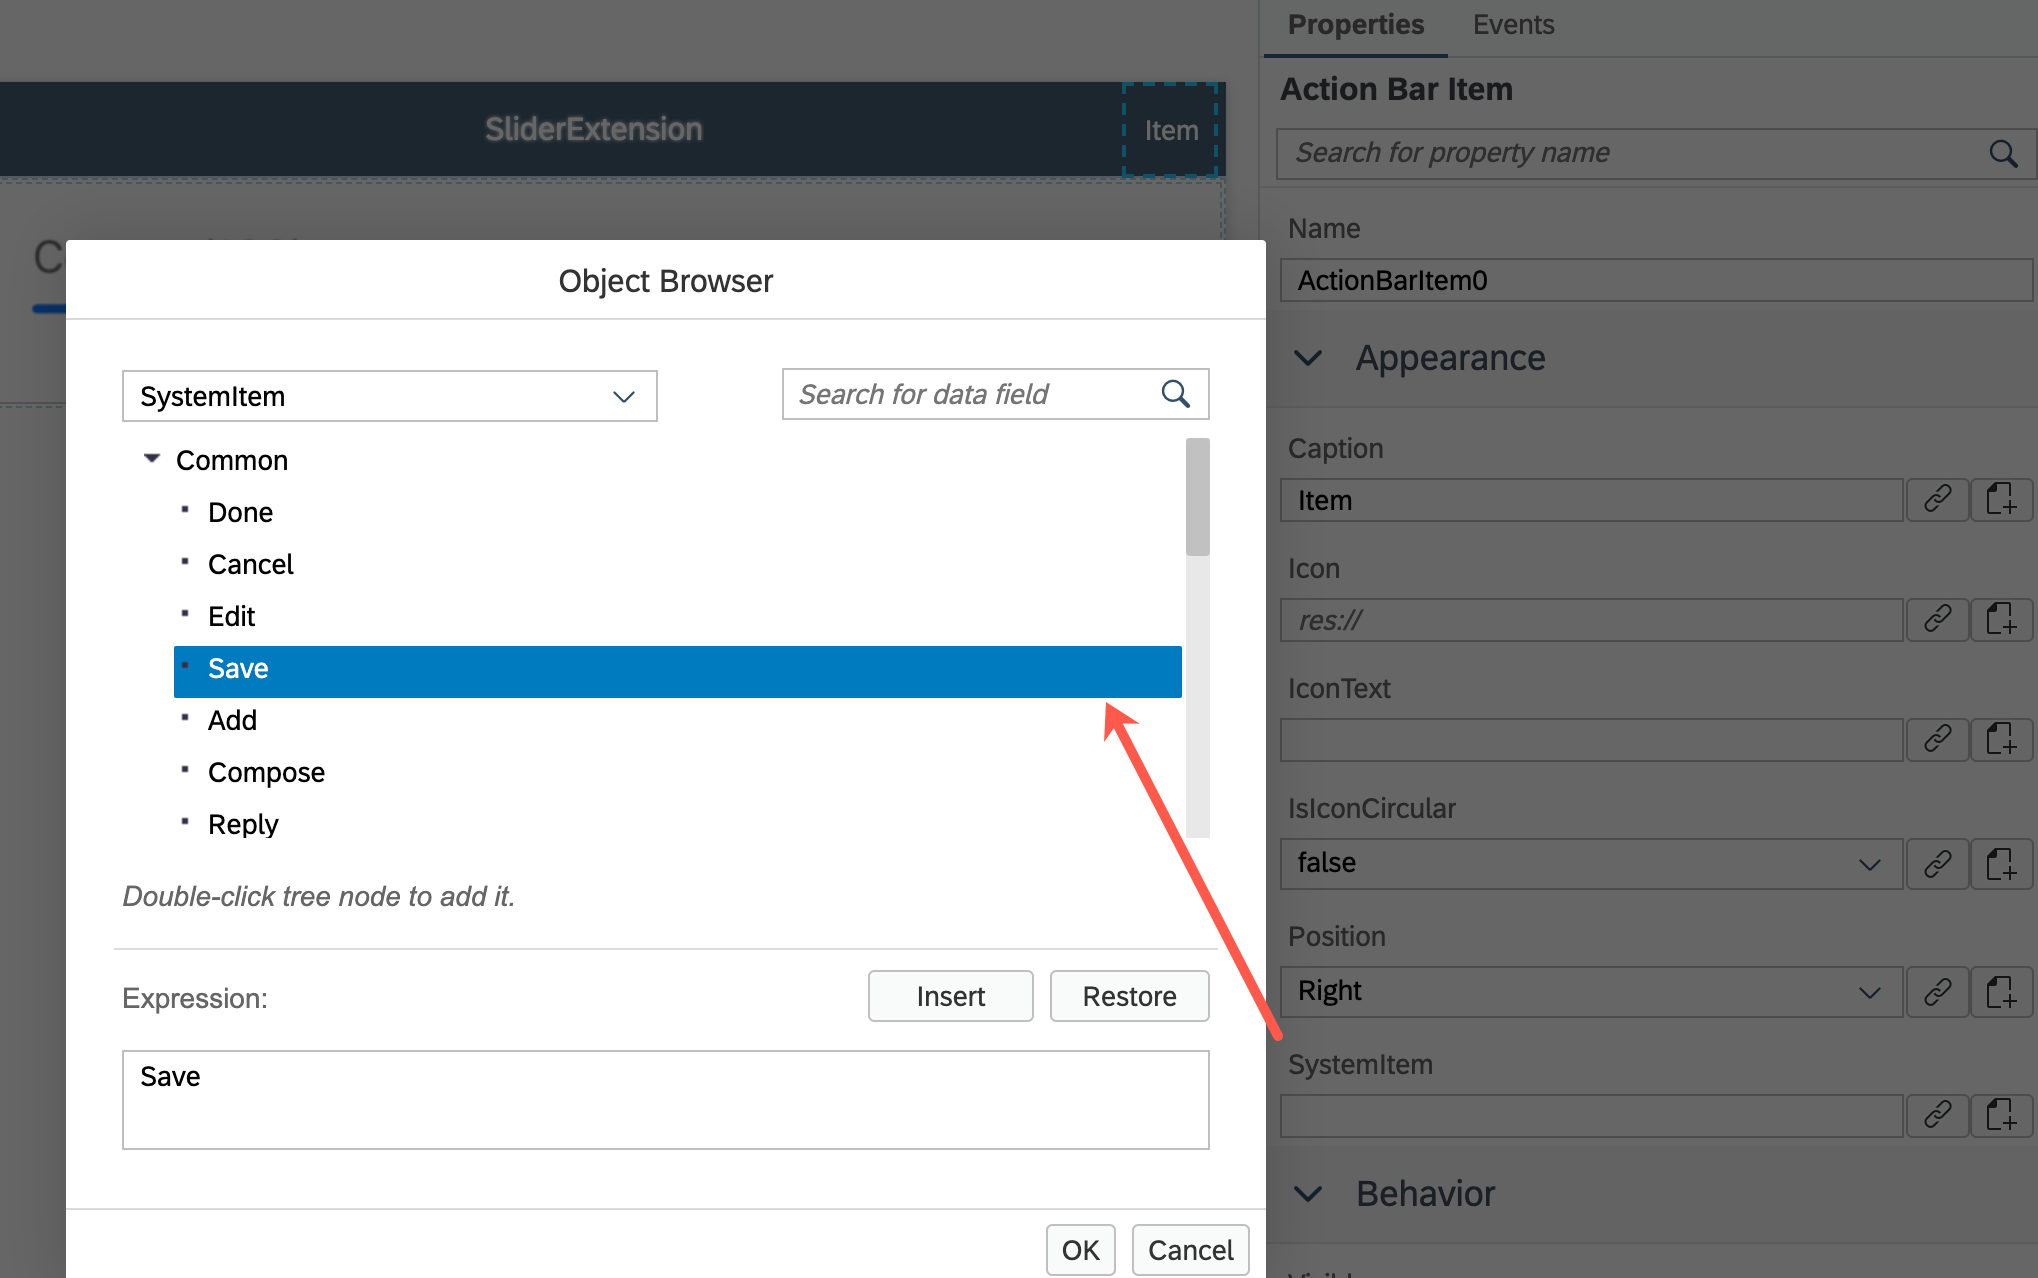 SliderExtension
Item
Object Browser
SystemItem
Search for data field
Common
Done
Cancel
Edit
Save
Add
Compose
Reply
Double-click tree node to add it.
Expression:
Insert
Restore
Save
OK
Cancel
Properties
Events
Action Bar Item
Search for property name
Name
ActionBarItem0
Appearance
Caption
Item
Icon
res://
IconText
IsIconCircular
false
Position
Right
SystemItem
Behavior